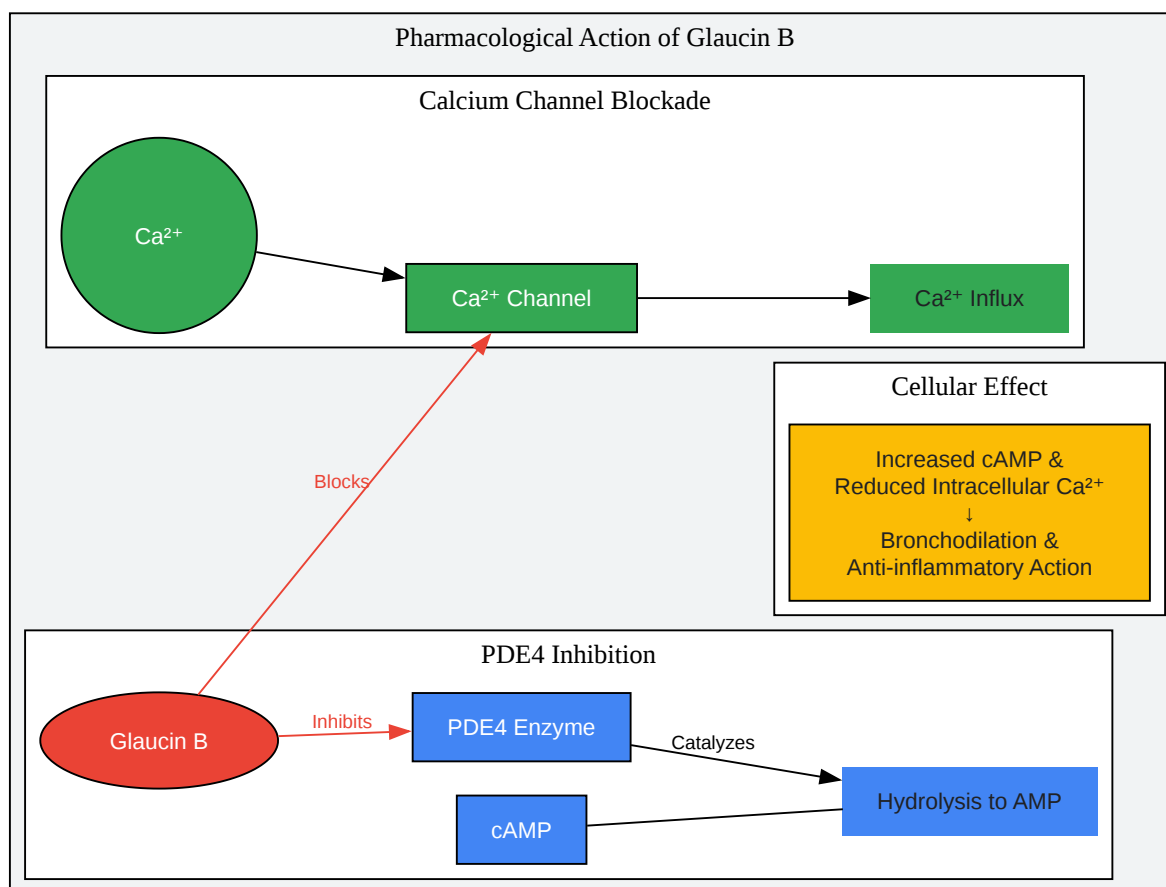 Pharmacological Action of Glaucin B
Calcium Channel Blockade
Ca²⁺
Ca²⁺ Channel
Ca²⁺ Influx
Cellular Effect
Increased cAMP &
Reduced Intracellular Ca²⁺
↓
Bronchodilation &
Anti-inflammatory Action
Blocks
PDE4 Inhibition
Glaucin B
Inhibits
PDE4 Enzyme
Catalyzes
Hydrolysis to AMP
cAMP